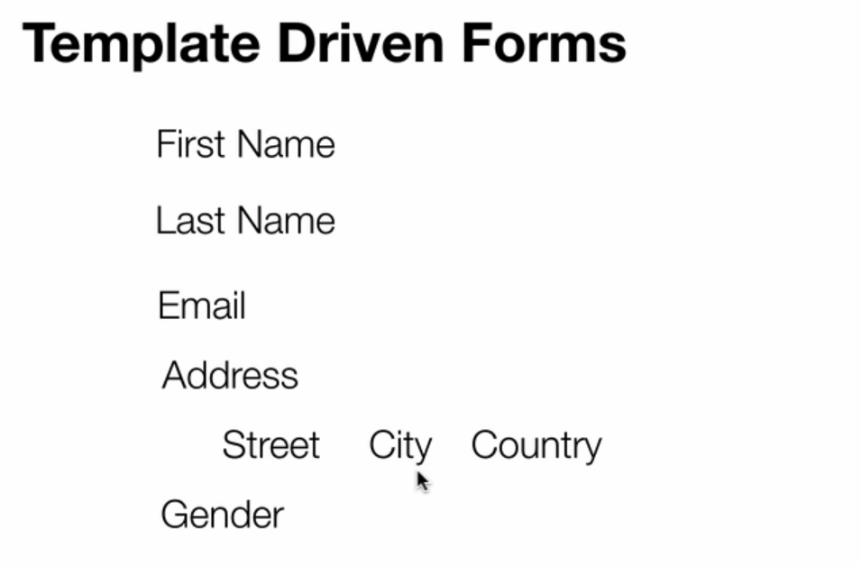 Template Driven Forms
First Name
Last Name
Email
Address
Street City Country
Gender